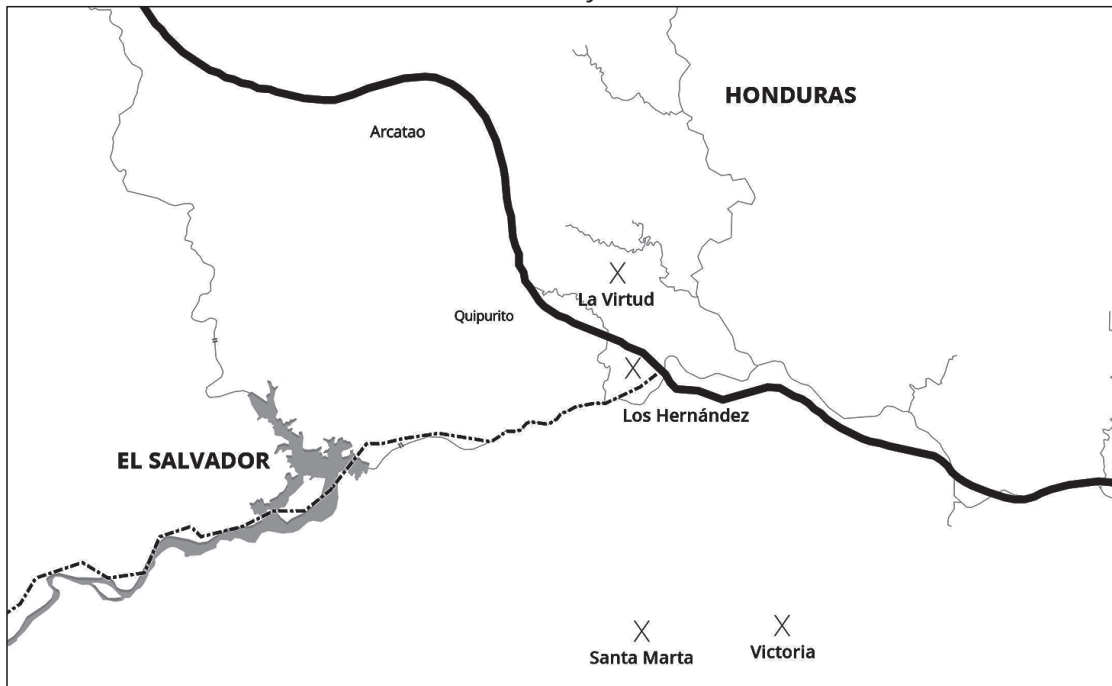 HONDURAS
Arcatao
La Virtud
Quipurito
Los Hernández
EL SALVADOR
Santa Marta
Victoria